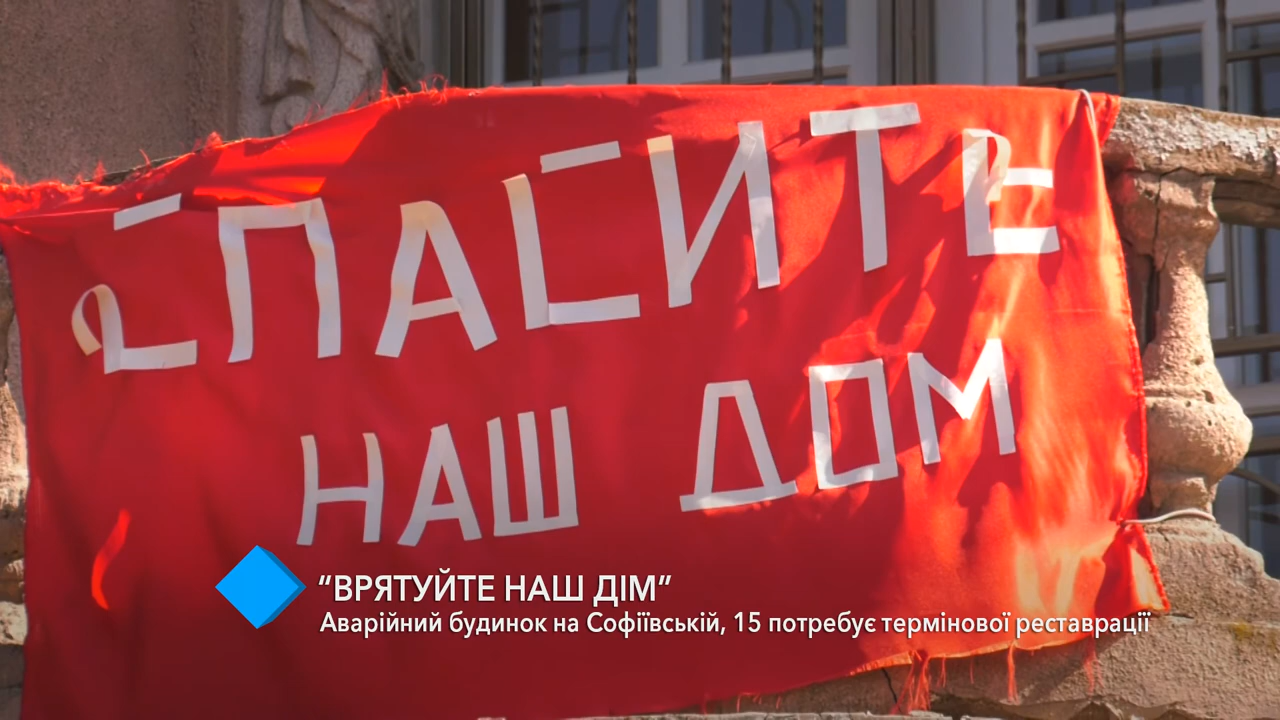 СПАСИТЕ
НАШ ДОМ
“ВРЯТУЙТЕ НАШ ДІМ”
Аварійний будинок на Софіївській, 15 потребує термінової реставрації